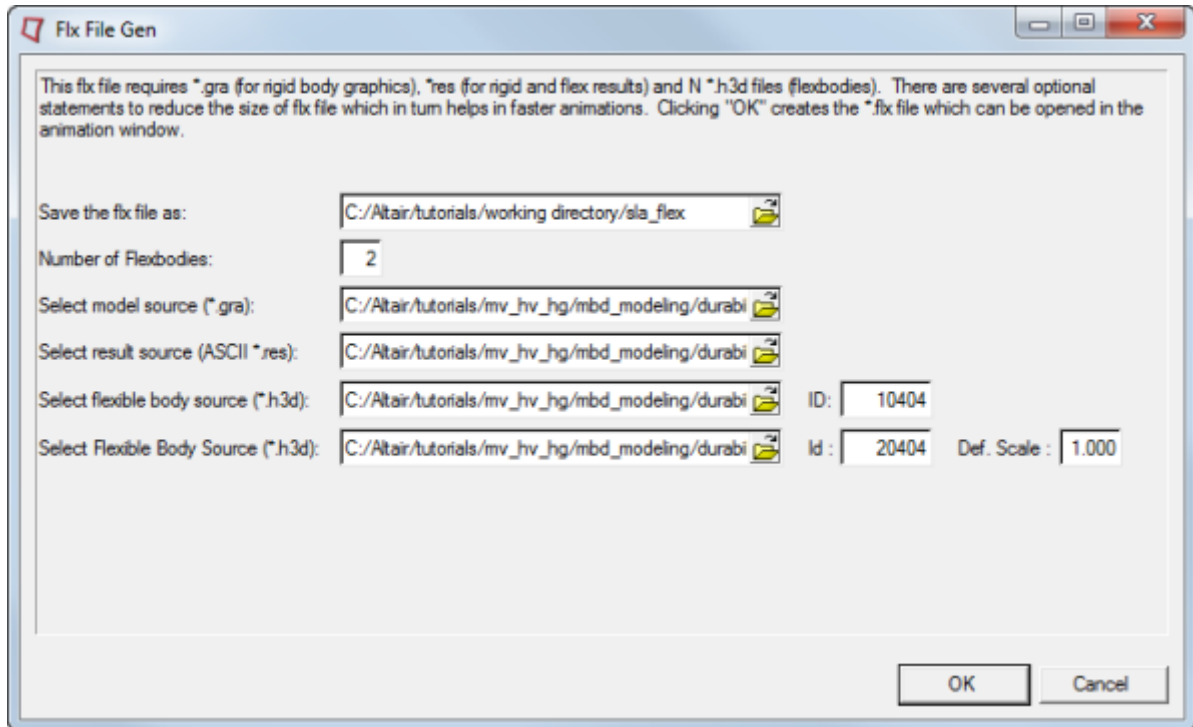 Flx File Gen
This flx file requires *.gra (for rigid body graphics), *res (for rigid and flex results) and N *.h3d files (flexbodies).  There are several optional
statements to reduce the size of flx file which in turn helps in faster animations.  Clicking "OK" creates the *.flx file which can be opened in the
animation window.
Save the flx file as: C:/Altair/tutorials/working directory/sla_flex
Number of Flexbodies: 2
Select model source (*.gra): C:/Altair/tutorials/mv_hv_hg/mbd_modeling/durabi
Select result source (ASCII *.res): C:/Altair/tutorials/mv_hv_hg/mbd_modeling/durabi
Select flexible body source (*.h3d): C:/Altair/tutorials/mv_hv_hg/mbd_modeling/durabi ID: 10404
Select Flexible Body Source (*.h3d): C:/Altair/tutorials/mv_hv_hg/mbd_modeling/durabi Id : 20404 Def. Scale : 1.000
OK Cancel